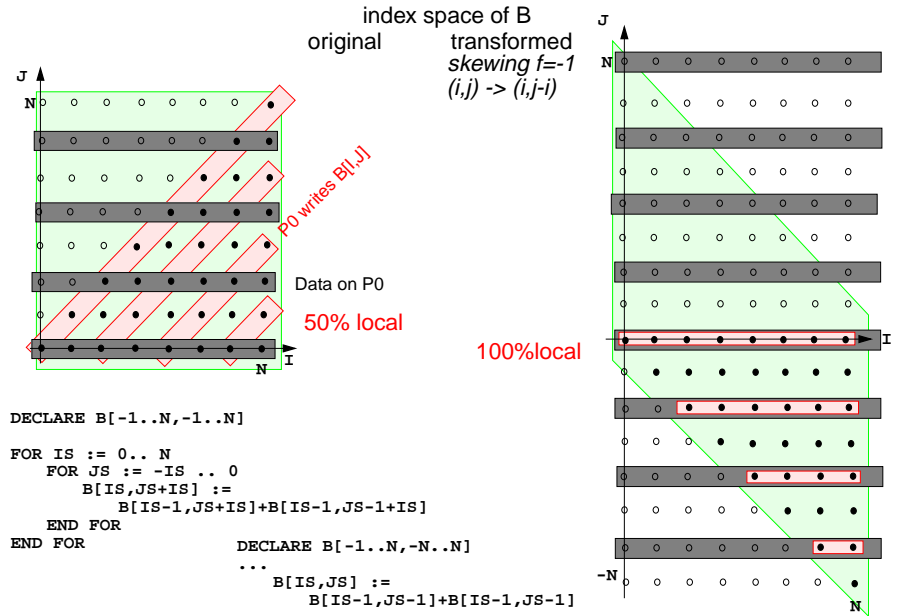 index space of B
original
transformed
skewing f=-1
(i,j) -> (i,j-i)
J
N
P0 writes B[I,J]
Data on P0
50% local
I
N
J
N
100%local
I
-N
N
DECLARE B[-1..N,-1..N]
FOR IS := 0.. N
FOR JS := -IS .. 0
B[IS,JS+IS] :=
B[IS-1,JS+IS]+B[IS-1,JS-1+IS]
END FOR
END FOR
DECLARE B[-1..N,-N..N]
...
B[IS,JS] :=
B[IS-1,JS-1]+B[IS-1,JS-1]